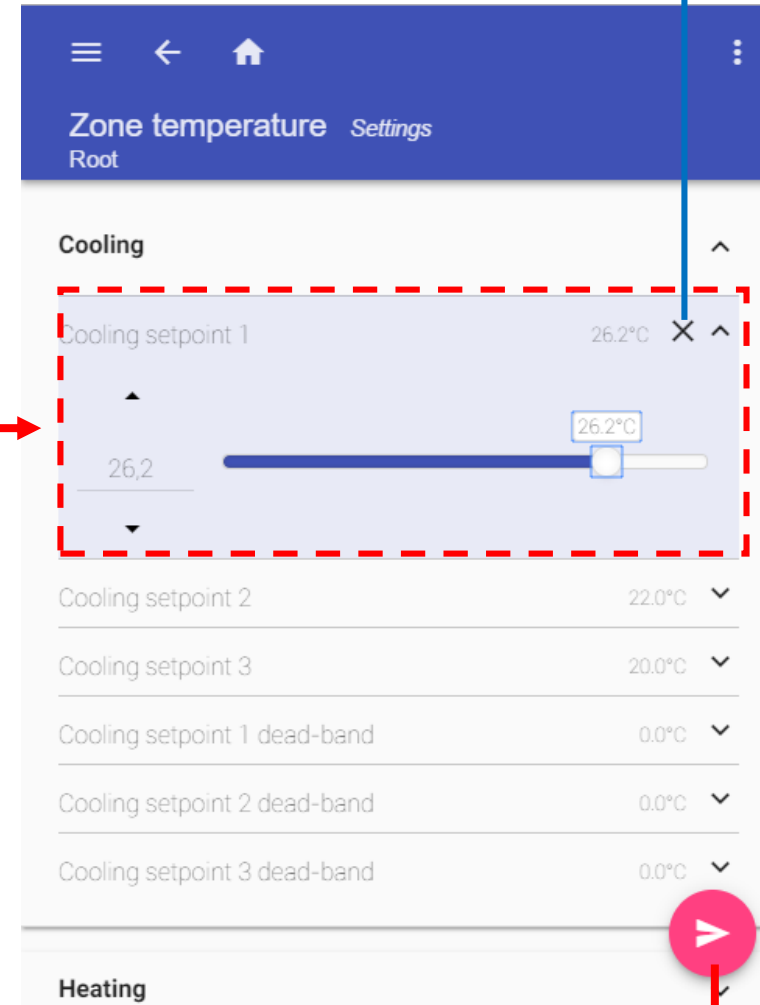 Zone temperature Settings
Root
Cooling
Cooling setpoint 1 26.2°C
26.2°C
26,2
Cooling setpoint 2 22.0°C
Cooling setpoint 3 20.0°C
Cooling setpoint 1 dead-band 0.0°C
Cooling setpoint 2 dead-band 0.0°C
Cooling setpoint 3 dead-band 0.0°C
Heating